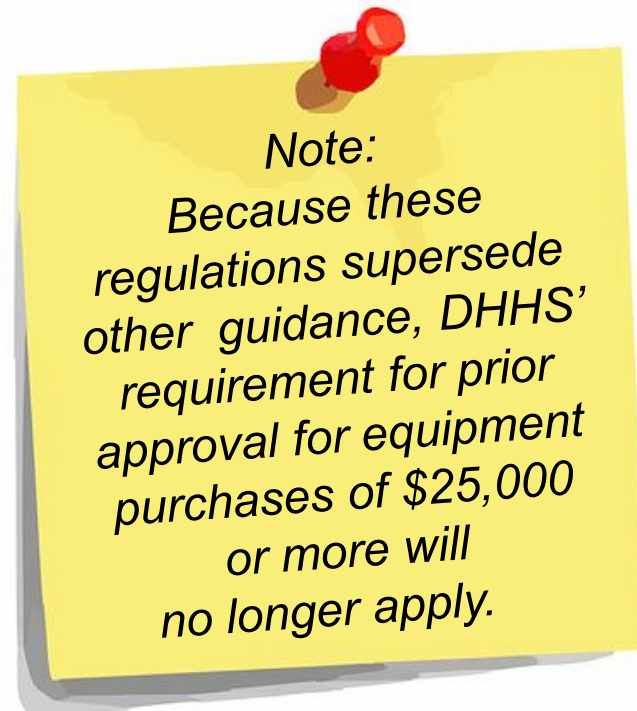 Note:
Because these
regulations supersede
other guidance, DHHS’
requirement for prior
approval for equipment
purchases of $25,000
or more will
no longer apply.